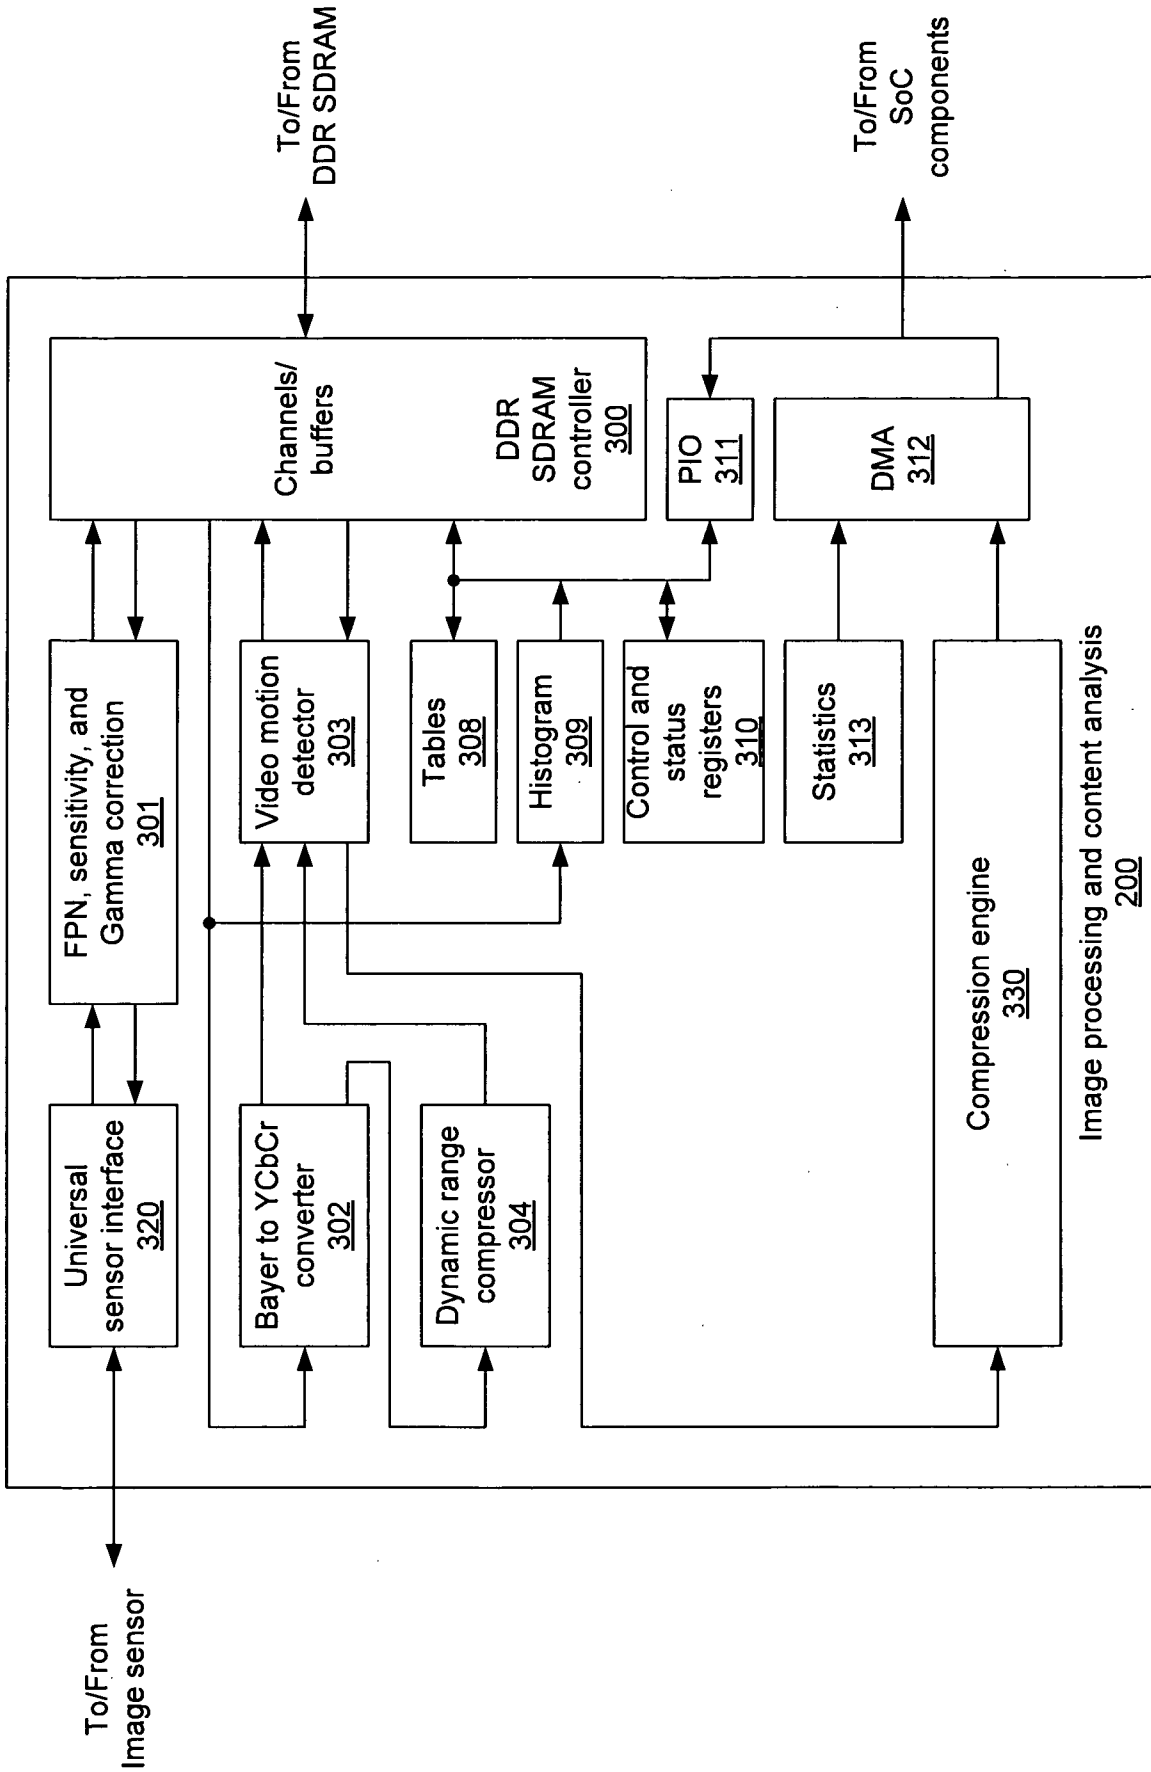 To/From
Image sensor
Universal
sensor interface
320
FPN, sensitivity, and
Gamma correction
301
Channels/
buffers
DDR
SDRAM
controller
300
To/From
DDR SDRAM
Bayer to YCbCr
converter
302
Video motion
detector
303
Dynamic range
compressor
304
Tables
308
Histogram
309
Control and
status
registers
310
PIO
311
Statistics
313
DMA
312
To/From
SoC
components
Compression engine
330
Image processing and content analysis
200